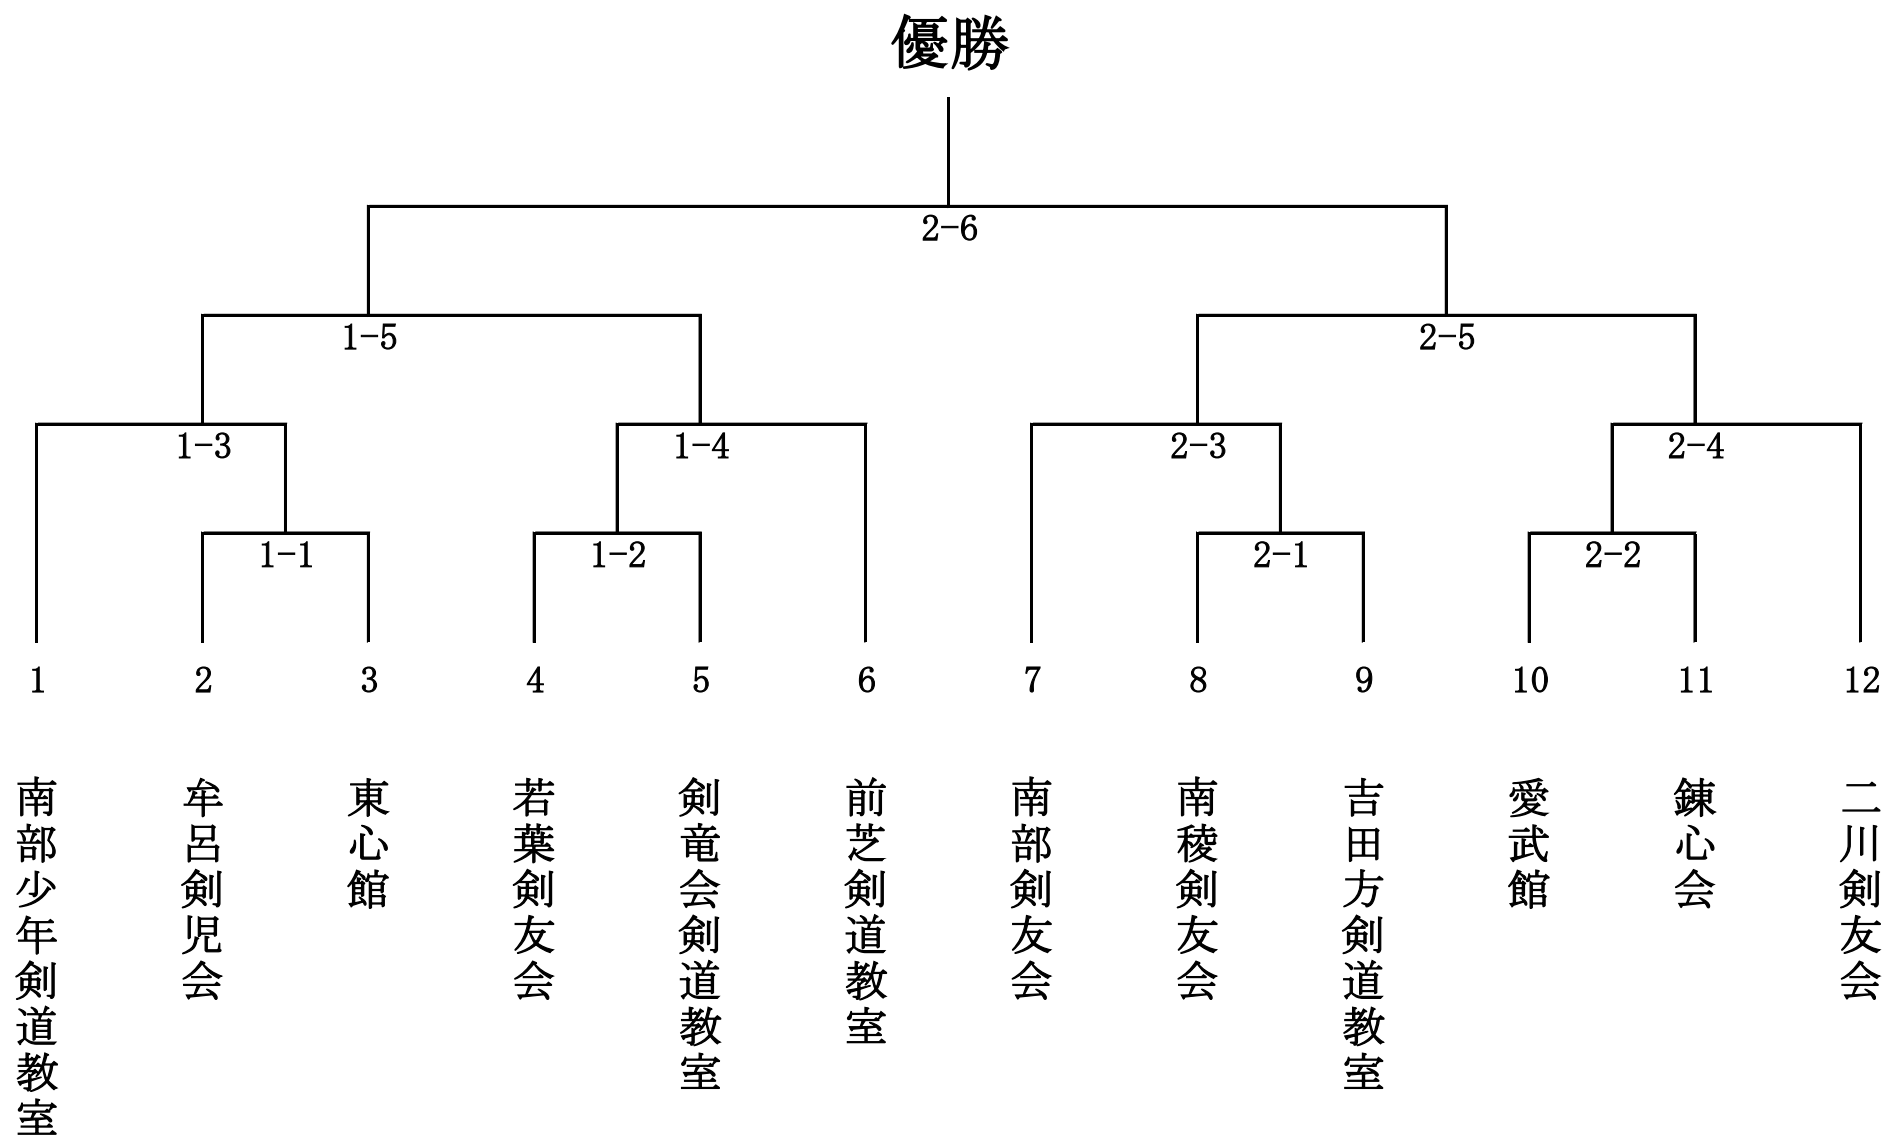 優勝
2-6
1-5
2-5
1-3
1-4
2-3
2-4
1-1
1-2
2-1
2-2
1
2
3
4
5
6
7
8
9
10
11
12
南部少年剣道教室
牟呂剣児会
東心館
若葉剣友会
剣竜会剣道教室
前芝剣道教室
南部剣友会
南稜剣友会
吉田方剣道教室
愛武館
錬心会
二川剣友会